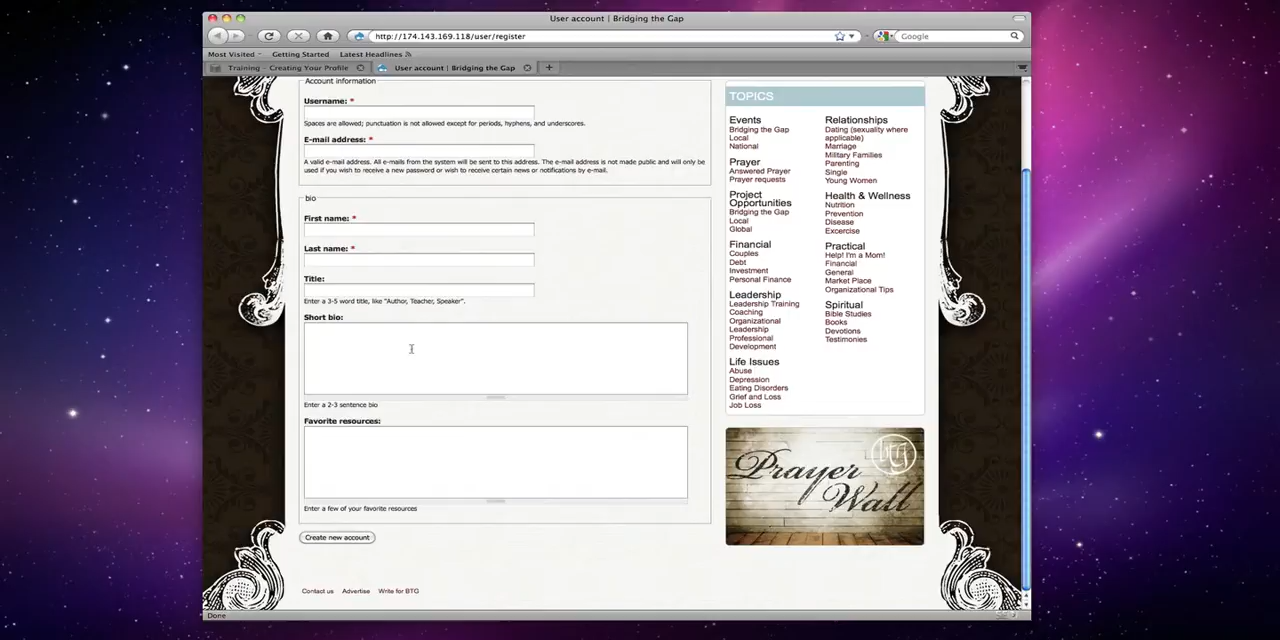 User account | Bridging the Gap
http://174.143.169.118/user/register
Google
Most Visited
Getting Started
Latest Headlines
Training - Creating Your Profile
User account | Bridging the Gap
Account information
Username: *
Spaces are allowed; punctuation is not allowed except for periods, hyphens, and underscores.
E-mail address: *
A valid e-mail address. All e-mails from the system will be sent to this address. The e-mail address is not made public and will only be
used if you wish to receive a new password or wish to receive certain news or notifications by e-mail.
bio
First name: *
Last name: *
Title:
Enter a 3-5 word title, like "Author, Teacher, Speaker".
Short bio:
Enter a 2-3 sentence bio
Favorite resources:
Enter a few of your favorite resources
Create new account
Contact us
Advertise
Write for BTG
TOPICS
Events
Bridging the Gap
Local
National
Prayer
Answered Prayer
Prayer requests
Project
Opportunities
Bridging the Gap
Local
Global
Financial
Couples
Debt
Investment
Personal Finance
Leadership
Leadership Training
Coaching
Organizational
Leadership
Professional
Development
Life Issues
Abuse
Depression
Eating Disorders
Grief and Loss
Job Loss
Relationships
Dating (sexuality where
applicable)
Marriage
Military Families
Parenting
Single
Young Women
Health & Wellness
Nutrition
Prevention
Disease
Excercise
Practical
Help! I'm a Mom!
Financial
General
Market Place
Organizational Tips
Spiritual
Bible Studies
Books
Devotions
Testimonies
btg
Prayer
Wall
Done